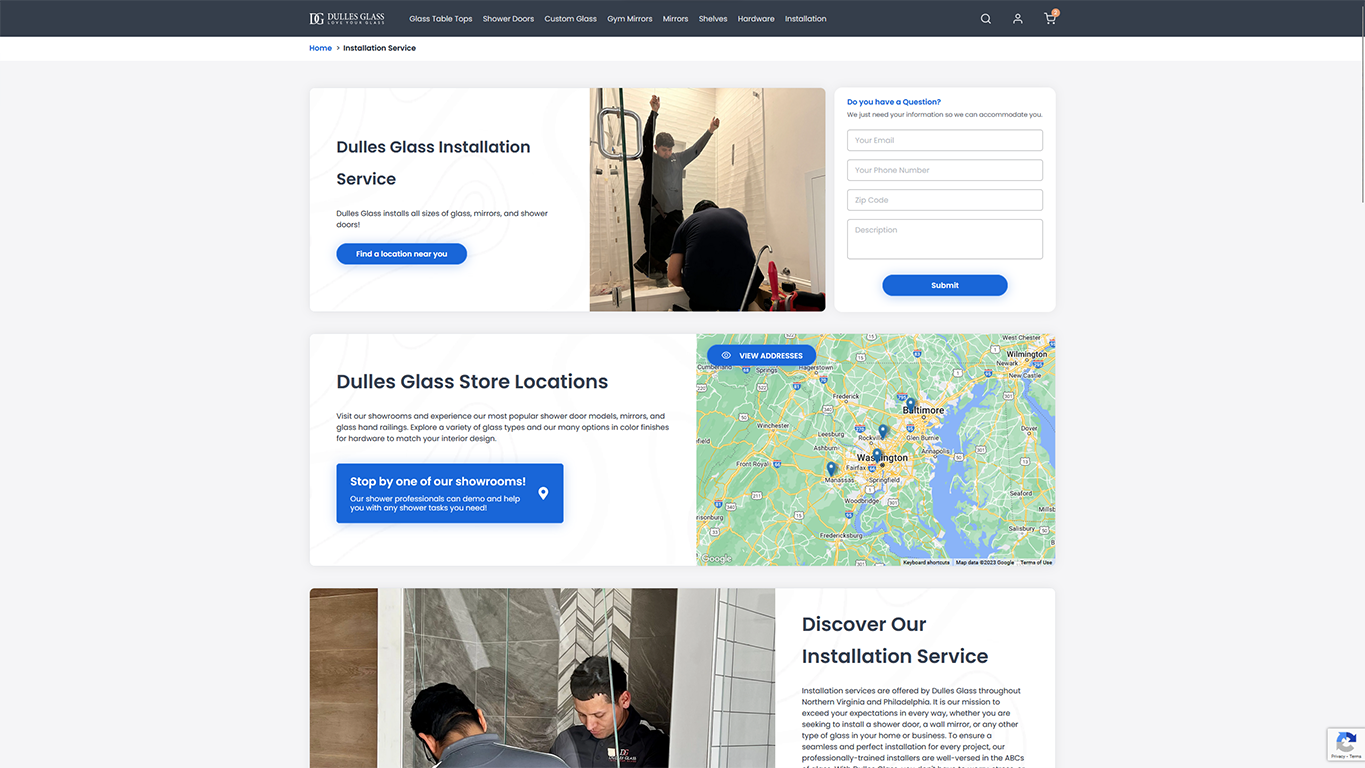 DG DULLES GLASS
LOVE YOUR GLASS
Glass Table Tops Shower Doors Custom Glass Gym Mirrors Mirrors Shelves Hardware Installation
Home > Installation Service
Dulles Glass Installation
Service
Dulles Glass installs all sizes of glass, mirrors, and shower
doors!
Find a location near you
Do you have a Question?
We just need your information so we can accommodate you.
Your Email
Your Phone Number
Zip Code
Description
Submit
Dulles Glass Store Locations
Visit our showrooms and experience our most popular shower door models, mirrors, and
glass hand railings. Explore a variety of glass types and our many options in color finishes
for hardware to match your interior design.
Stop by one of our showrooms!
Our shower professionals can demo and help
you with any shower tasks you need!
VIEW ADDRESSES
West Chester
Wilmington
Newark
New Castle
Cumberland
Springs
Hagerstown
Frederick
Baltimore
Dover
Winchester
Leesburg
Rockville
Glen Burnie
Ashburn
Annapolis
Washington
Front Royal
Fairfax
Manassas
Springfield
Woodbridge
Seaford
Salisbury
Fredericksburg
Google
Keyboard shortcuts Map data ©2023 Google Terms of Use
Discover Our
Installation Service
Installation services are offered by Dulles Glass throughout
Northern Virginia and Philadelphia. It is our mission to
exceed your expectations in every way, whether you are
seeking to install a shower door, a wall mirror, or any other
type of glass in your home or business. To ensure a
seamless and perfect installation for every project, our
professionally-trained installers are well-versed in the ABCs
Privacy - Terms